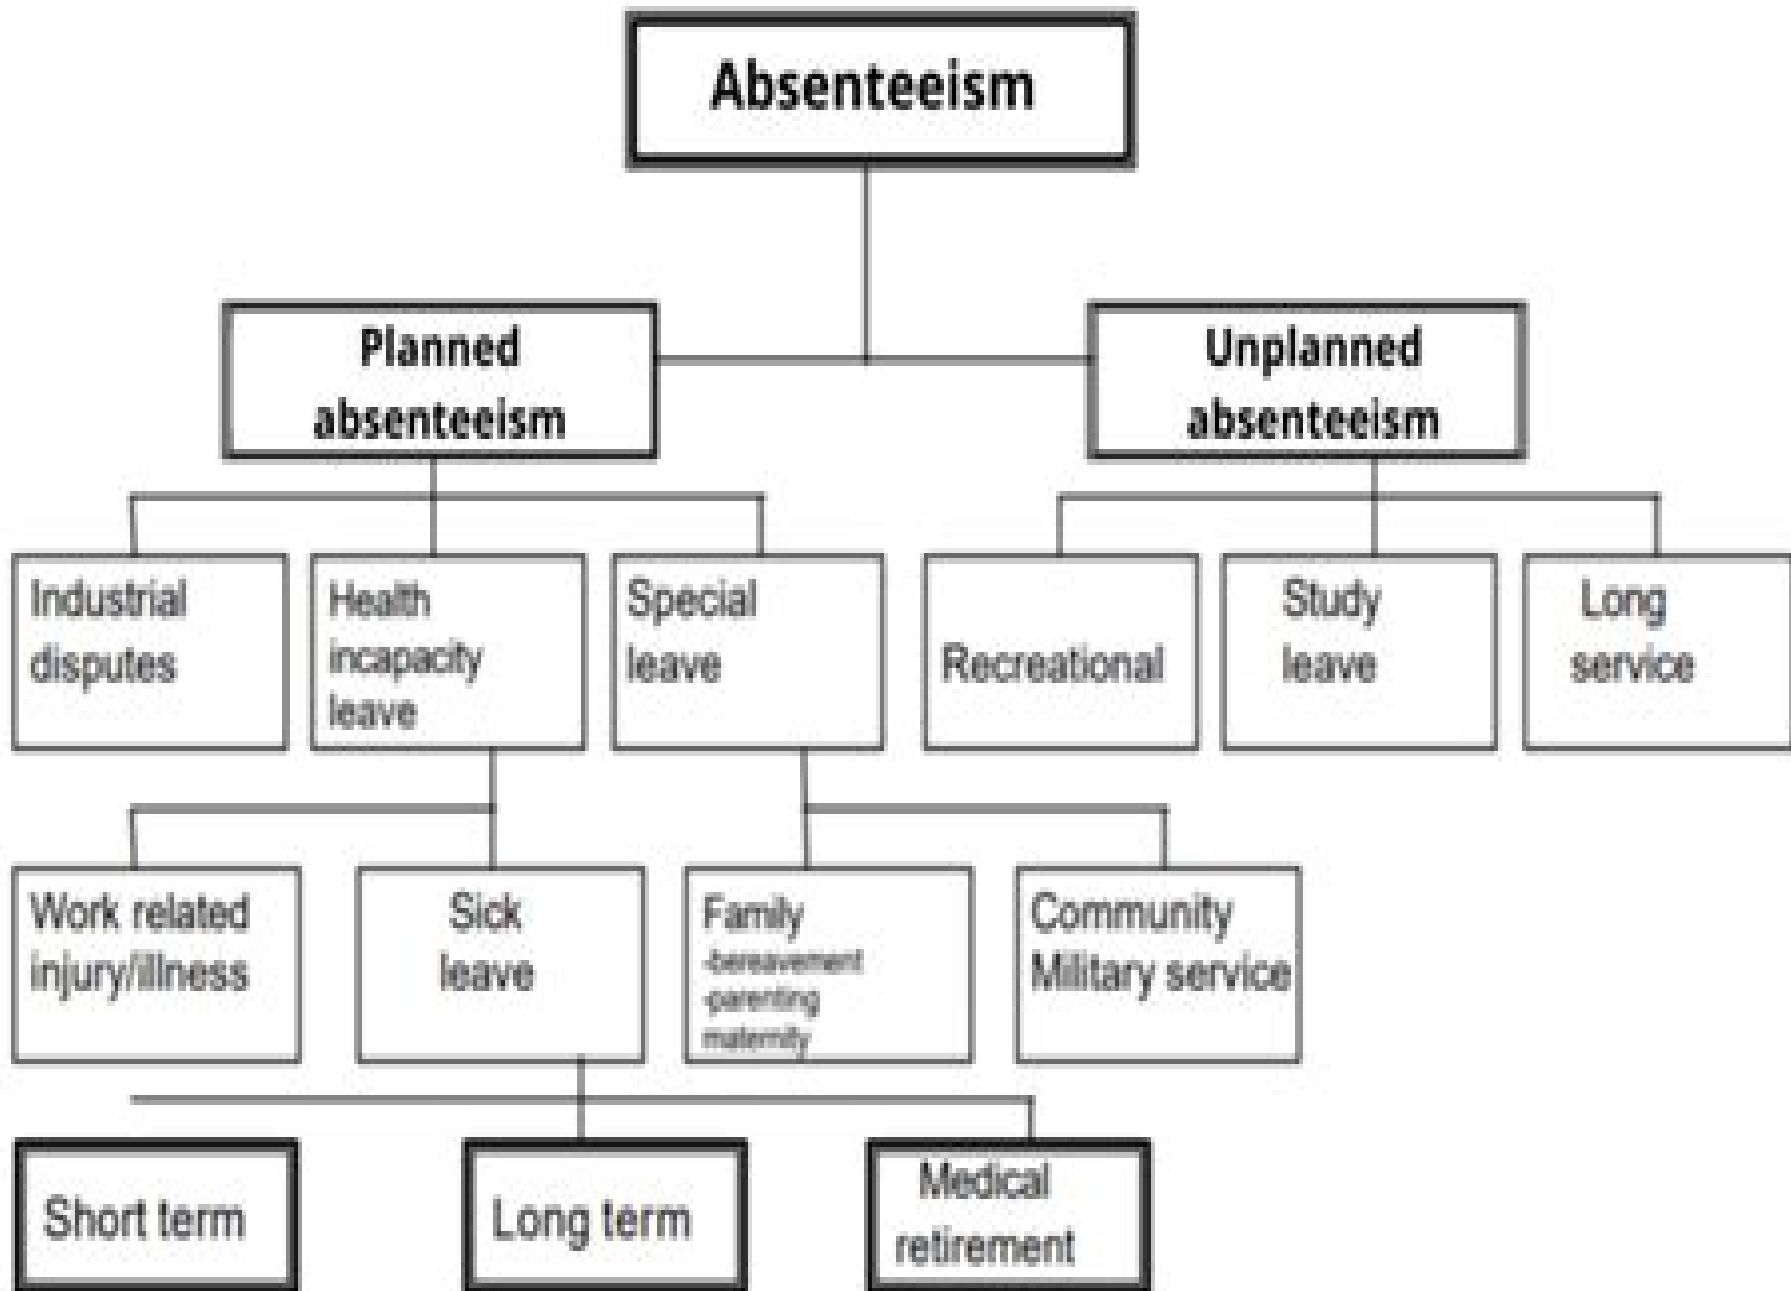 Absenteeism
Planned
absenteeism
Unplanned
absenteeism
Industrial
disputes
Health
incapacity
leave
Special
leave
Recreational
Study
leave
Long
service
Work related
injury/illness
Sick
leave
Family
-bereavement
-parenting
maternity
Community
Military service
Short term
Long term
Medical
retirement